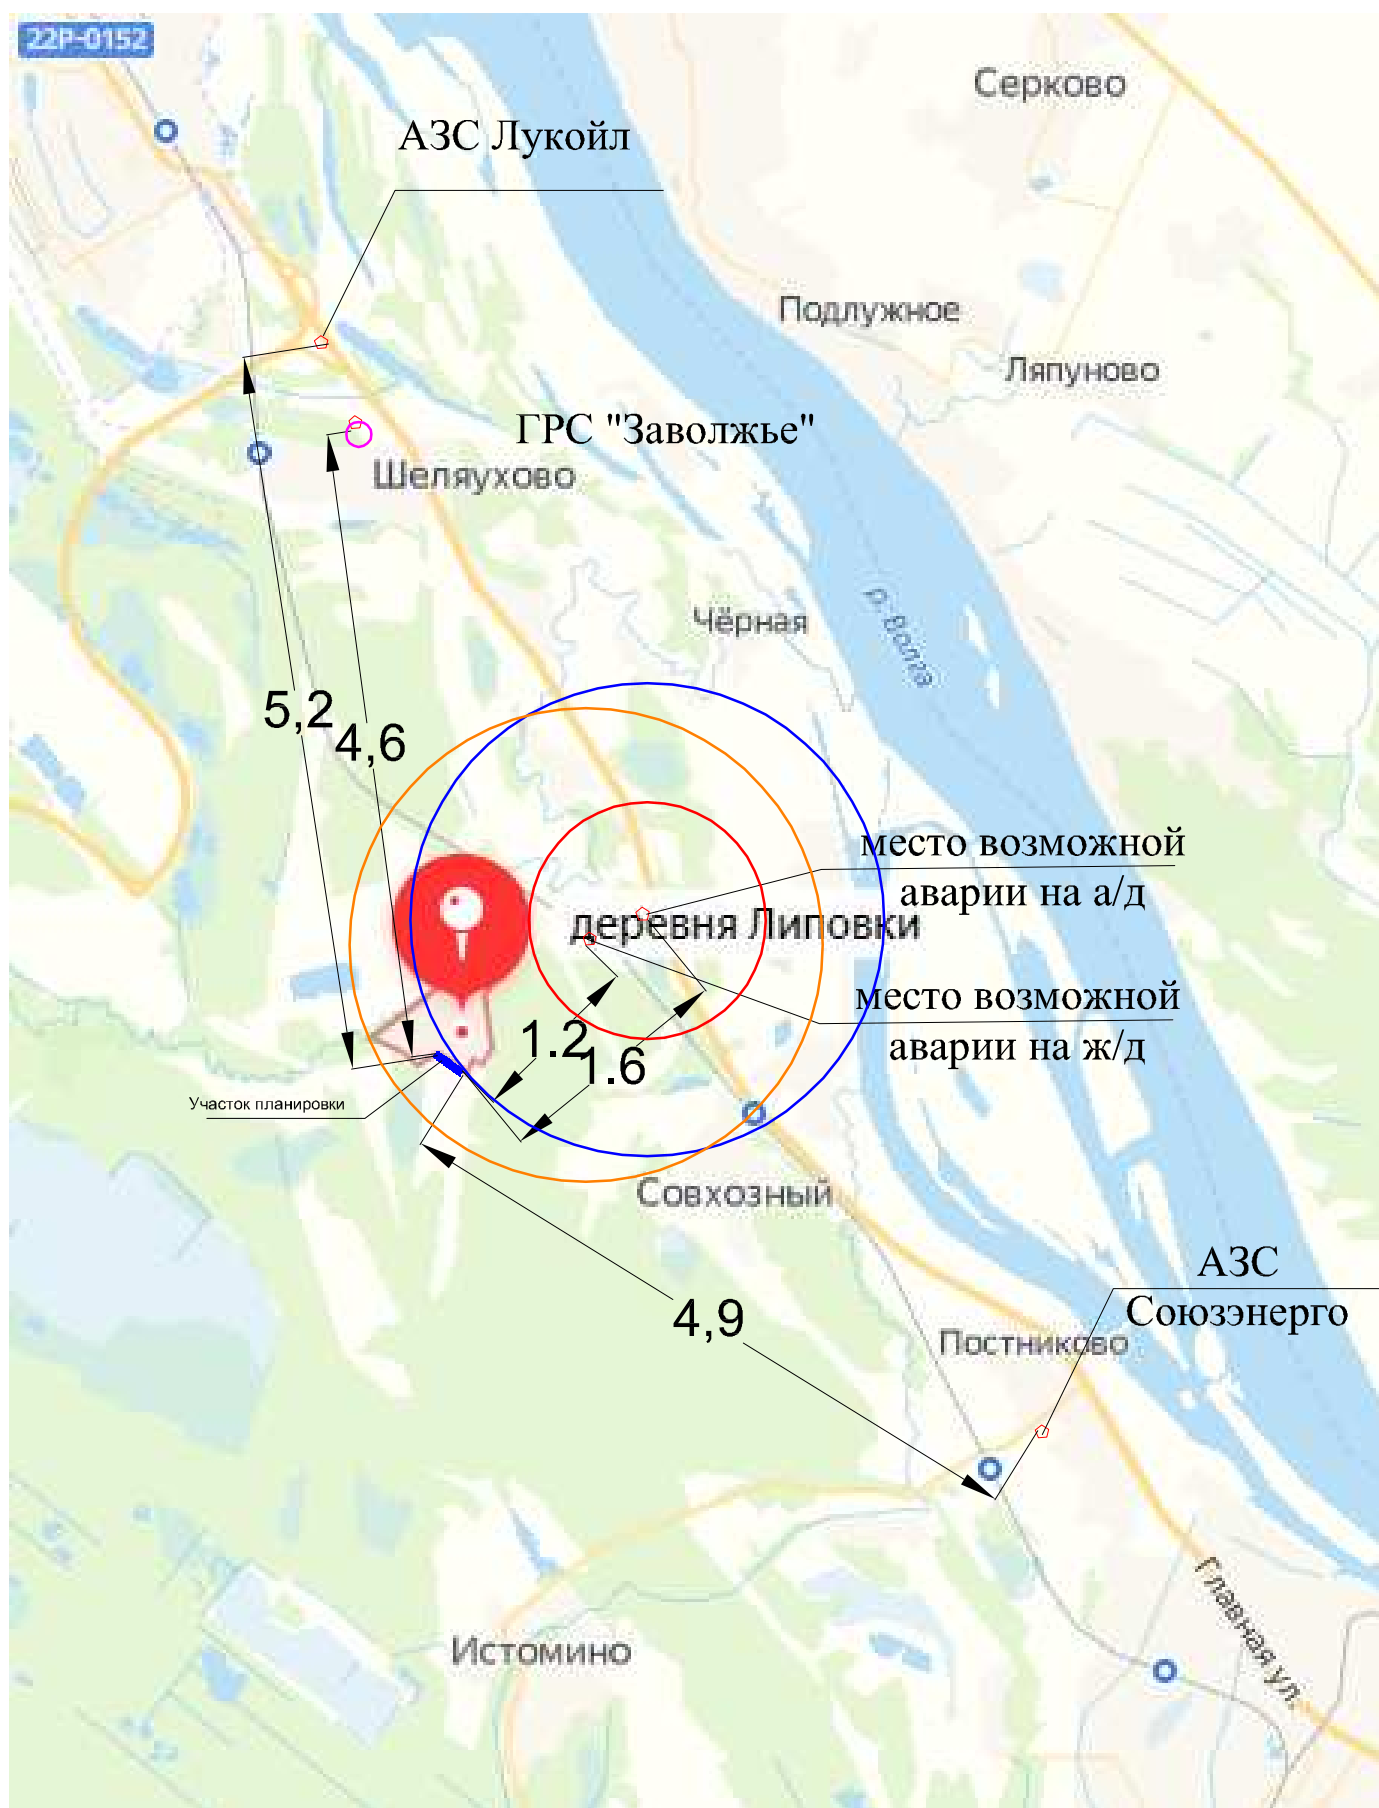 22Р-0152
Серково
АЗС Лукойл
Подлужное
Ляпуново
ГРС "Заволжье"
Шеляухово
р. Волга
Чёрная
5,2
4,6
место возможной
аварии на а/д
деревня Липовки
место возможной
аварии на ж/д
1.2
1.6
Участок планировки
Совхозный
АЗС
Союзэнерго
4,9
Постниково
Главная ул.
Истомино